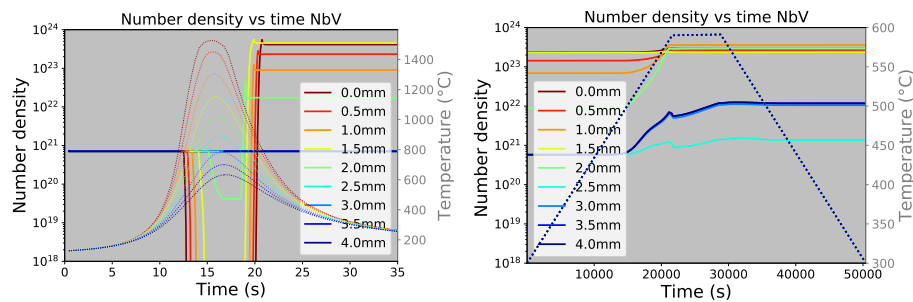 Number density vs time NbV
10^24
10^23
10^22
10^21
10^20
10^19
10^18
Number density
0 5 10 15 20 25 30 35
Time (s)
1400
1200
1000
800
600
400
200
Temperature (°C)
0.0mm
0.5mm
1.0mm
1.5mm
2.0mm
2.5mm
3.0mm
3.5mm
4.0mm
Number density vs time NbV
10^24
10^23
10^22
10^21
10^20
10^19
10^18
Number density
10000 20000 30000 40000 50000
Time (s)
600
550
500
450
400
350
300
Temperature (°C)
0.0mm
0.5mm
1.0mm
1.5mm
2.0mm
2.5mm
3.0mm
3.5mm
4.0mm